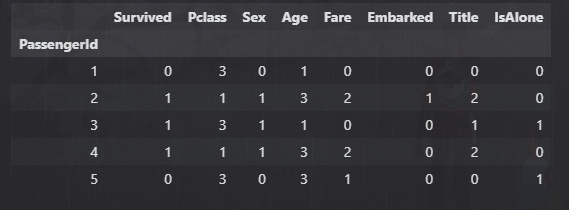 Survived Pclass Sex Age Fare Embarked Title IsAlone
PassengerId
1 0 3 0 1 0 0 0 0
2 1 1 1 3 2 1 2 0
3 1 3 1 1 0 0 1 1
4 1 1 1 3 2 0 2 0
5 0 3 0 3 1 0 0 1